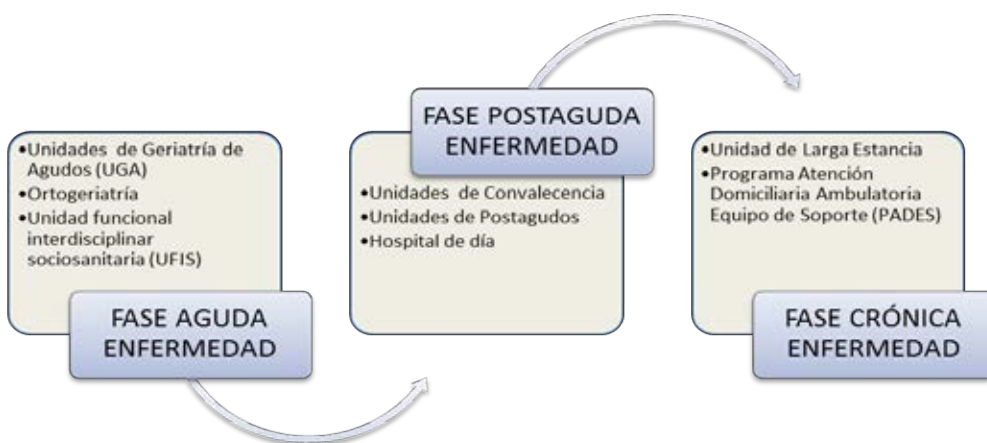 •Unidades de Geriatría de
Agudos (UGA)
•Ortogeriatría
•Unidad funcional
interdisciplinar
sociosanitaria (UFIS)
FASE AGUDA
ENFERMEDAD
FASE POSTAGUDA
ENFERMEDAD
•Unidades de Convalecencia
•Unidades de Postagudos
•Hospital de día
•Unidad de Larga Estancia
•Programa Atención
Domiciliaria Ambulatoria
Equipo de Soporte (PADES)
FASE CRÓNICA
ENFERMEDAD